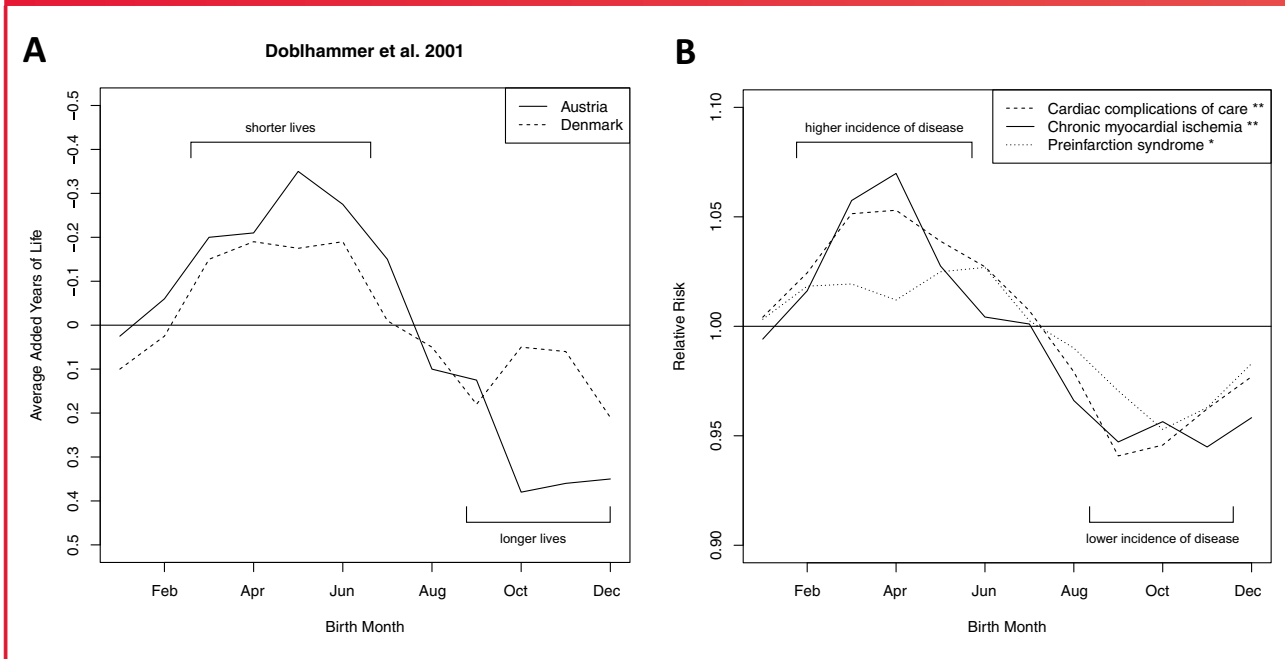 A
Doblhammer et al. 2001
Austria
Denmark
shorter lives
longer lives
−0.5
−0.4
−0.3
−0.2
−0.1
0
0.1
0.2
0.3
0.4
0.5
Average Added Years of Life
Feb Apr Jun Aug Oct Dec
Birth Month
B
Cardiac complications of care **
Chronic myocardial ischemia **
Preinfarction syndrome *
higher incidence of disease
lower incidence of disease
1.10
1.05
1.00
0.95
0.90
Relative Risk
Feb Apr Jun Aug Oct Dec
Birth Month